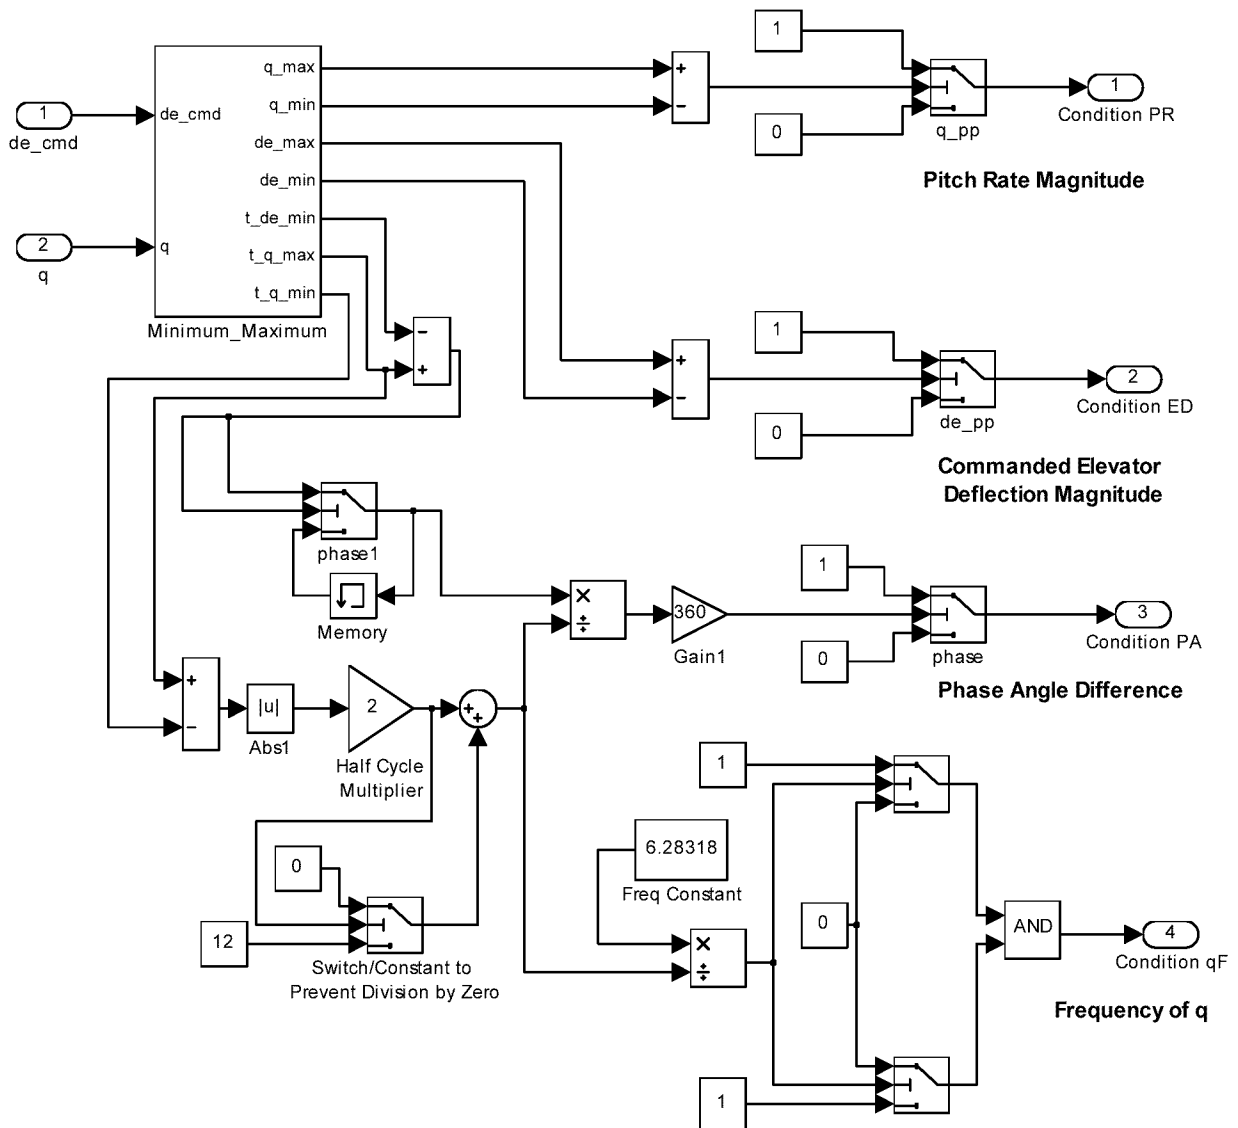 1
de_cmd
2
q
de_cmd
q
q_max
q_min
de_max
de_min
t_de_min
t_q_max
t_q_min
Minimum_Maximum
+
−
1
0
q_pp
1
Condition PR
Pitch Rate Magnitude
−
+
+
−
1
0
de_pp
2
Condition ED
Commanded Elevator
Deflection Magnitude
phase1
Memory
×
÷
360
Gain1
1
0
phase
3
Condition PA
Phase Angle Difference
+
−
|u|
Abs1
2
Half Cycle
Multiplier
+
+
0
12
Switch/Constant to
Prevent Division by Zero
6.28318
Freq Constant
×
÷
1
0
1
AND
4
Condition qF
Frequency of q